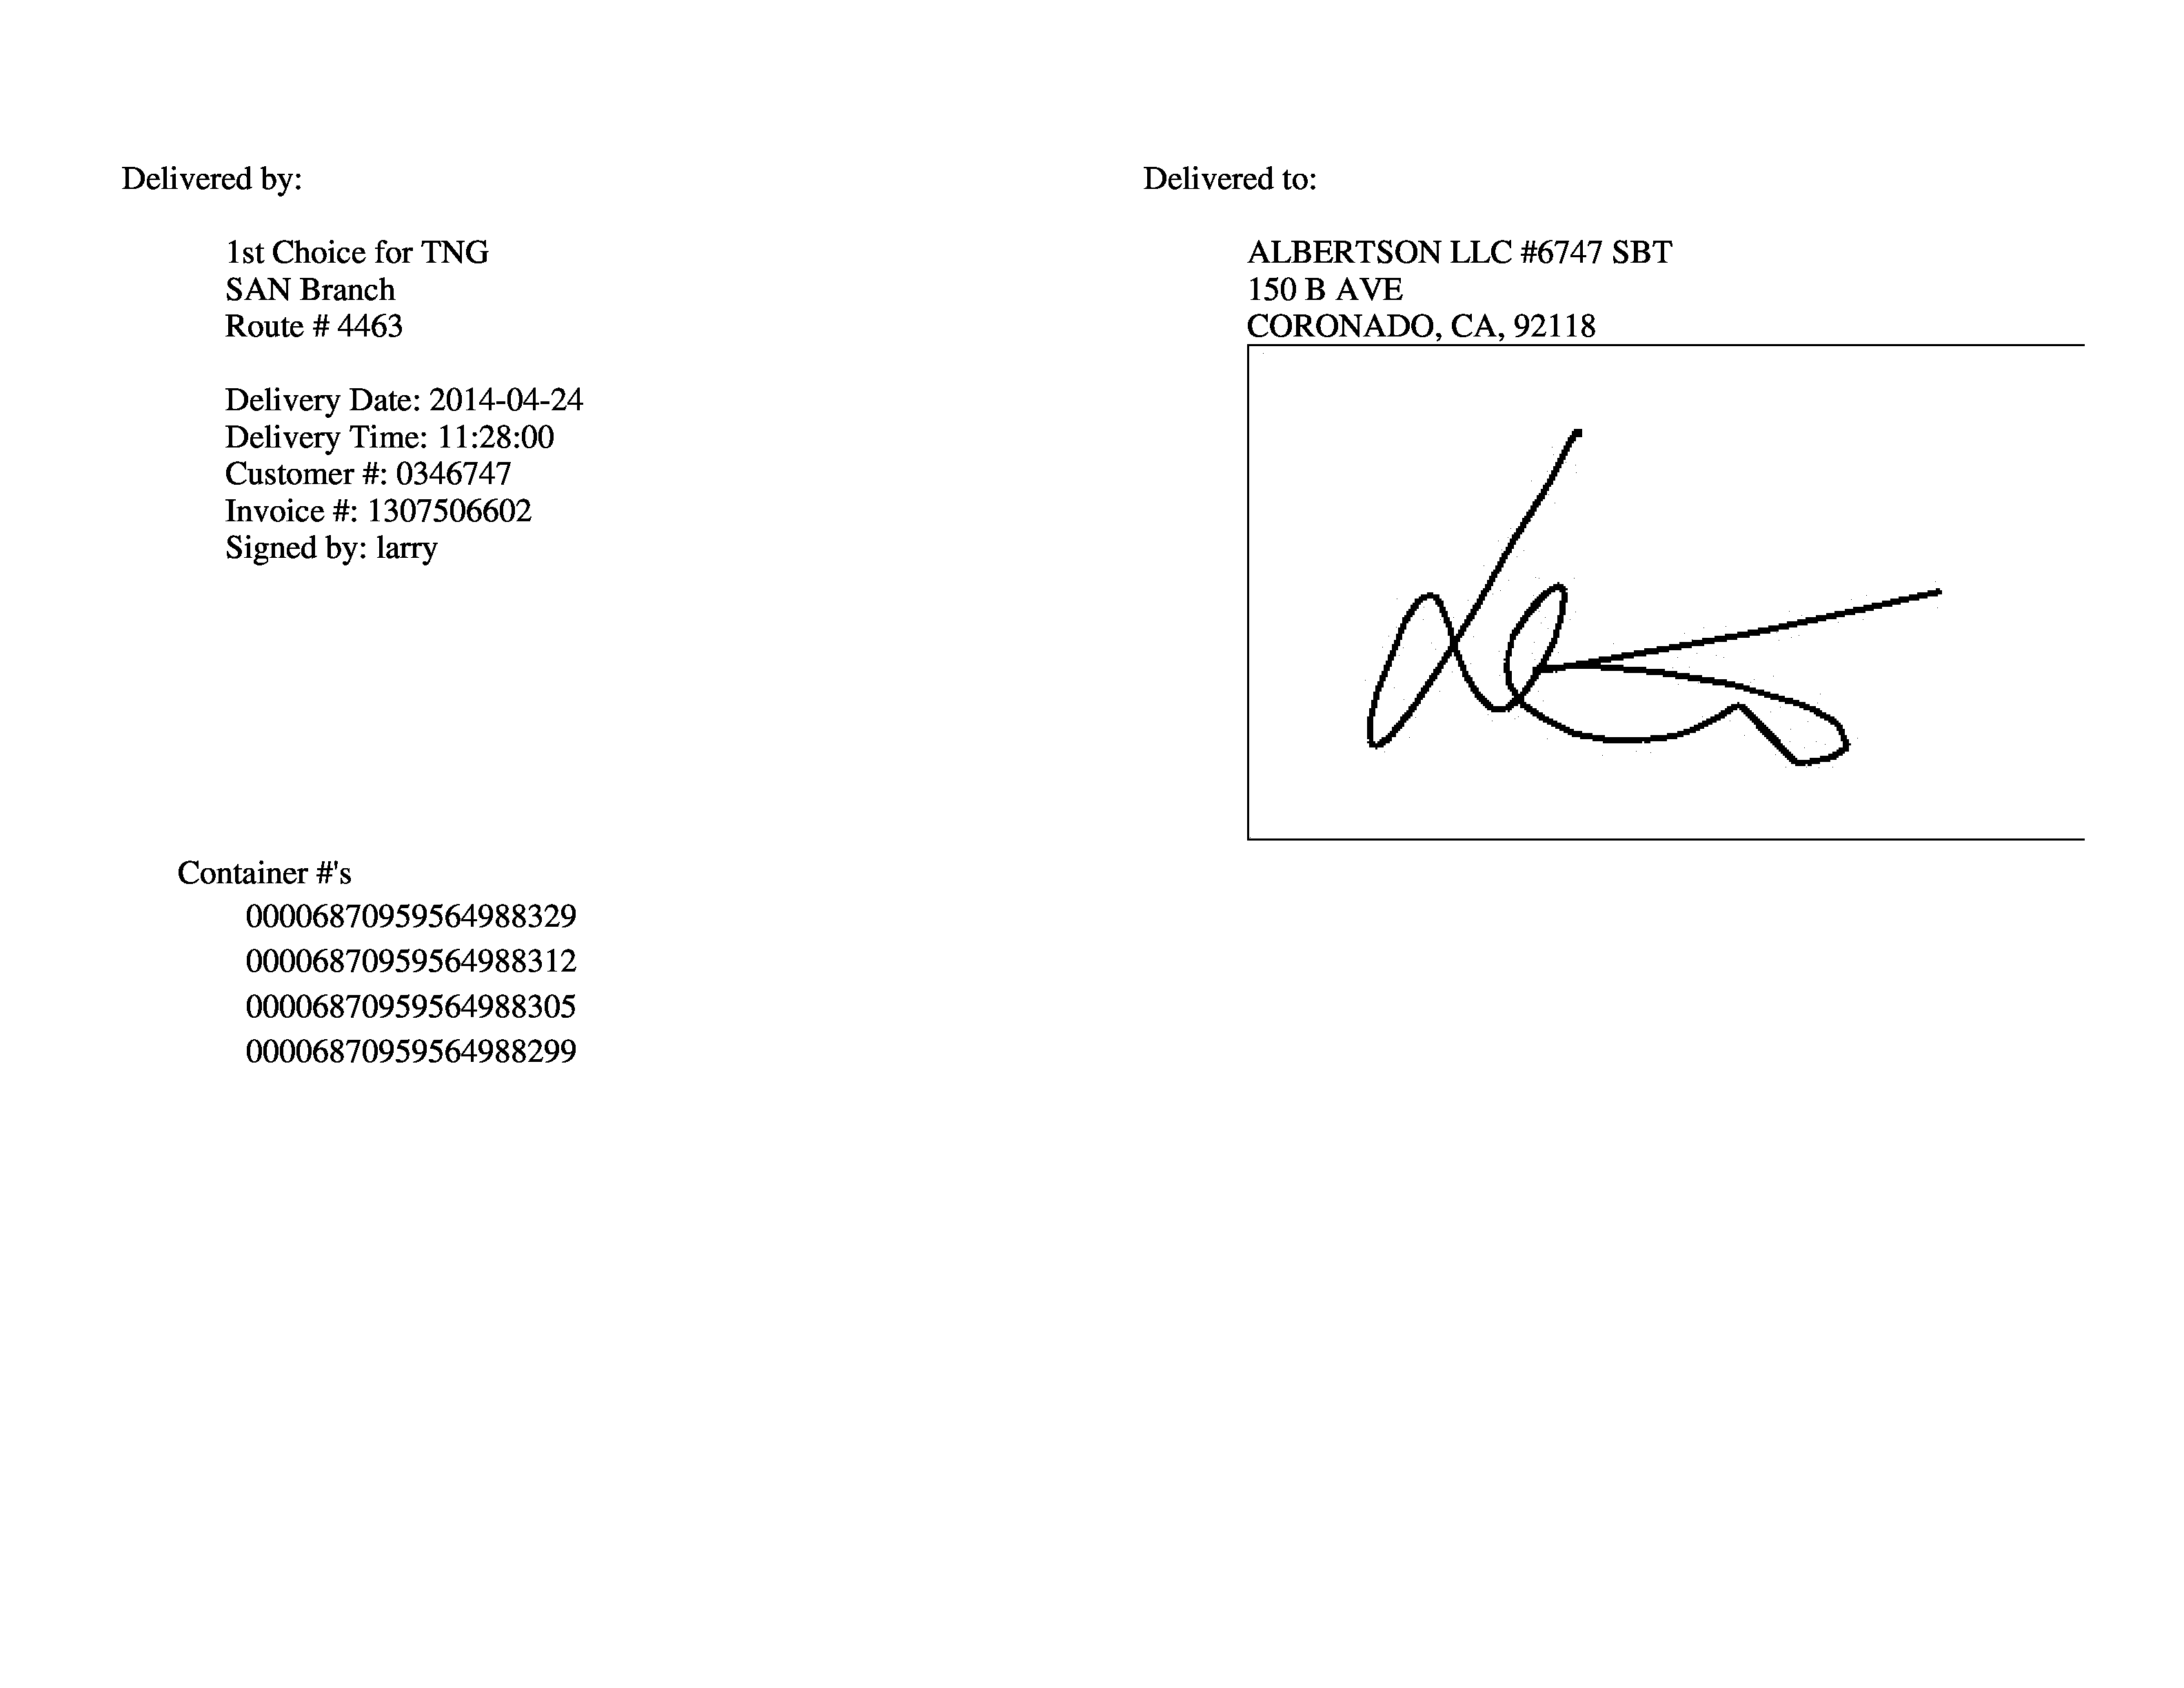 Delivered by:
1st Choice for TNG
SAN Branch
Route # 4463
Delivery Date: 2014-04-24
Delivery Time: 11:28:00
Customer #: 0346747
Invoice #: 1307506602
Signed by: larry
Delivered to:
ALBERTSON LLC #6747 SBT
150 B AVE
CORONADO, CA, 92118
Container #'s
00006870959564988329
00006870959564988312
00006870959564988305
00006870959564988299